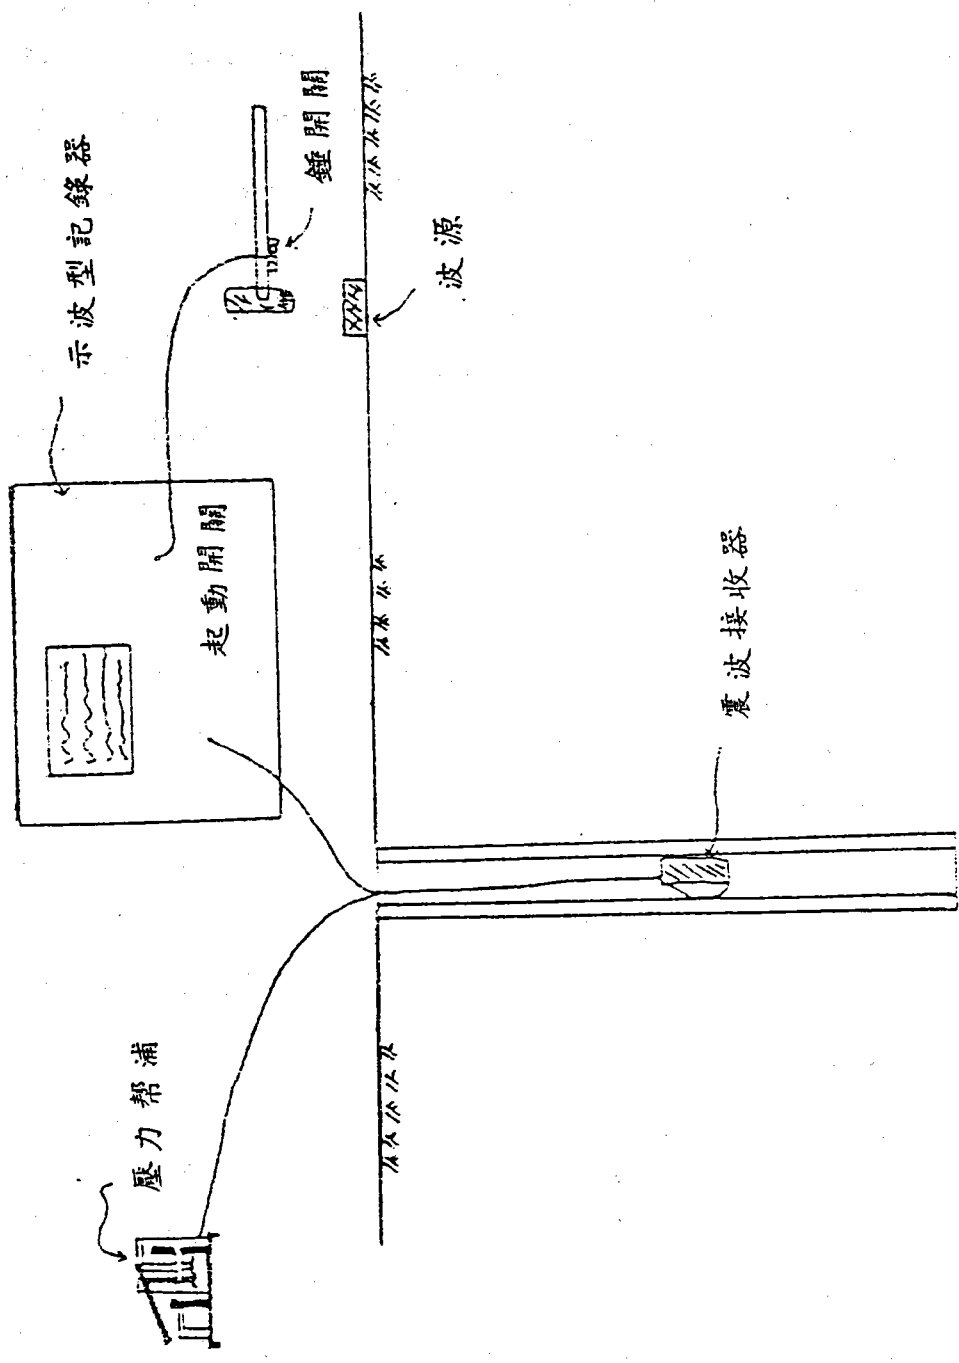 示波型記錄器
錘開關
起動開關
波源
震波接收器
壓力幫浦